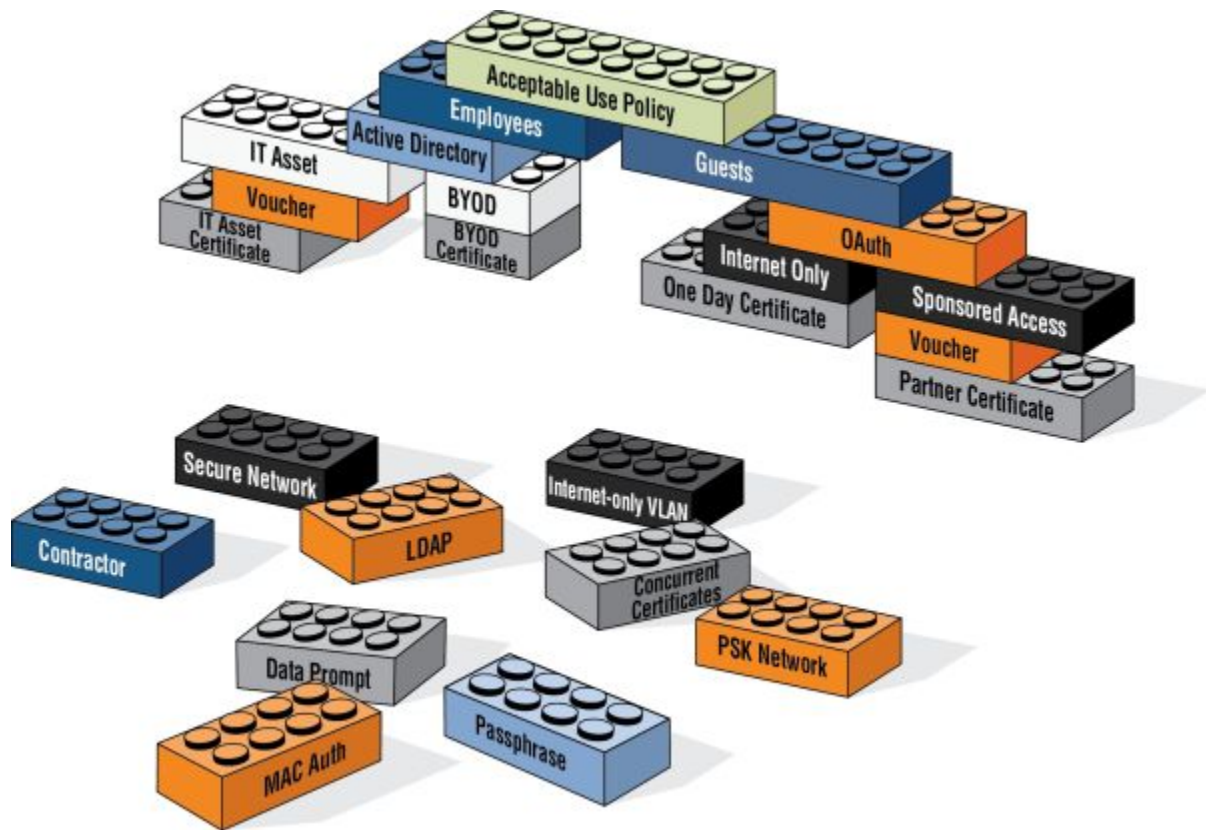 Acceptable Use Policy
Employees
Active Directory
IT Asset
Voucher
IT Asset
Certificate
BYOD
BYOD
Certificate
Guests
OAuth
Internet Only
One Day Certificate
Sponsored Access
Voucher
Partner Certificate
Secure Network
Internet-only VLAN
Contractor
LDAP
Concurrent
Certificates
PSK Network
Data Prompt
MAC Auth
Passphrase